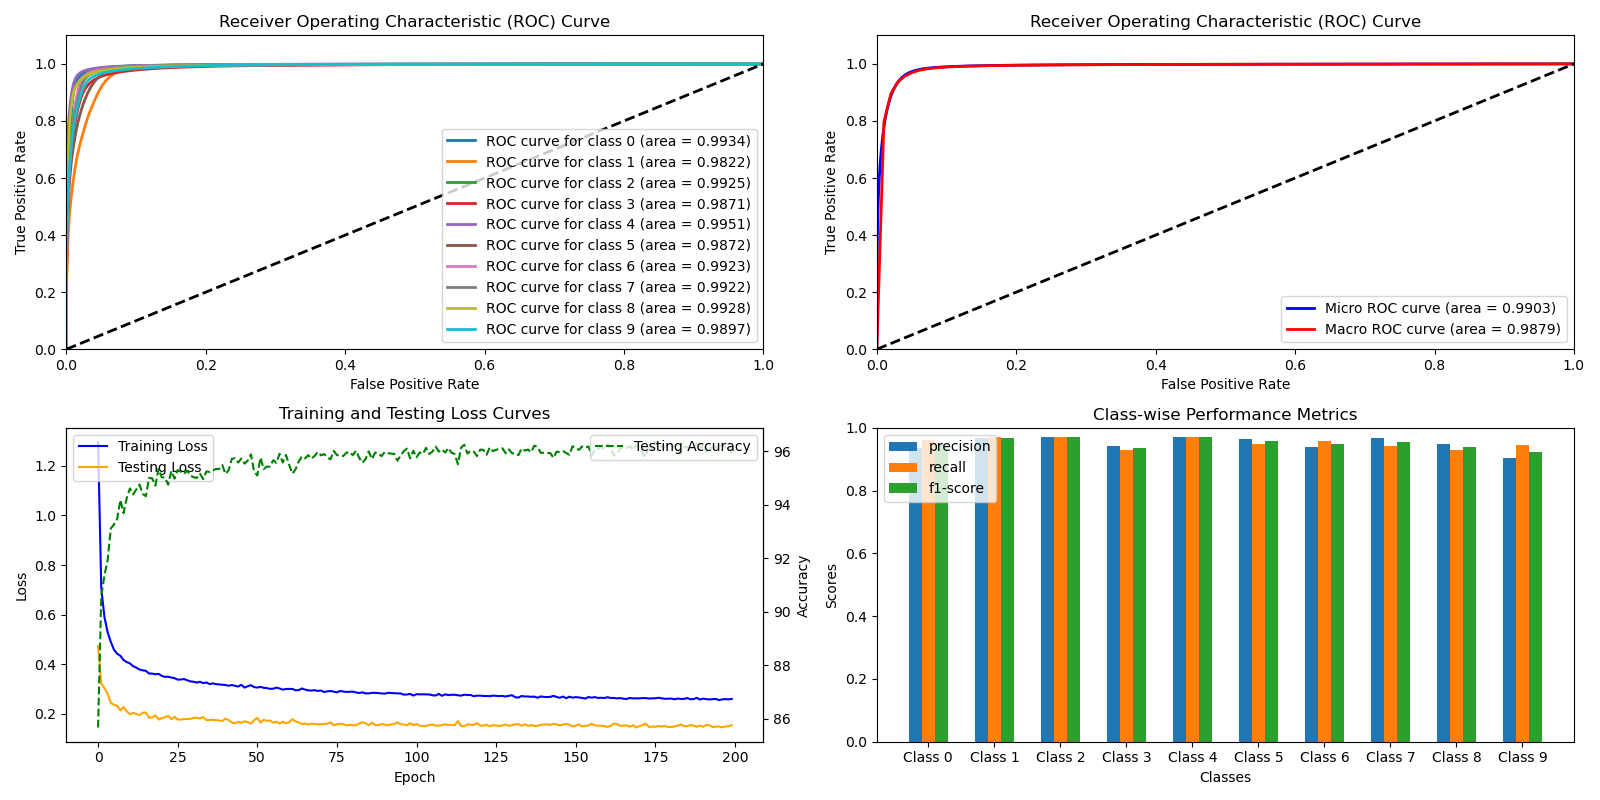 Receiver Operating Characteristic (ROC) Curve
1.0
0.8
0.6
0.4
0.2
0.0
True Positive Rate
ROC curve for class 0 (area = 0.9934)
ROC curve for class 1 (area = 0.9822)
ROC curve for class 2 (area = 0.9925)
ROC curve for class 3 (area = 0.9871)
ROC curve for class 4 (area = 0.9951)
ROC curve for class 5 (area = 0.9872)
ROC curve for class 6 (area = 0.9923)
ROC curve for class 7 (area = 0.9922)
ROC curve for class 8 (area = 0.9928)
ROC curve for class 9 (area = 0.9897)
0.0 0.2 0.4 0.6 0.8 1.0
False Positive Rate
Receiver Operating Characteristic (ROC) Curve
1.0
0.8
0.6
0.4
0.2
0.0
True Positive Rate
Micro ROC curve (area = 0.9903)
Macro ROC curve (area = 0.9879)
0.0 0.2 0.4 0.6 0.8 1.0
False Positive Rate
Training and Testing Loss Curves
Training Loss
Testing Loss
Testing Accuracy
1.2
1.0
0.8
0.6
0.4
0.2
Loss
96
94
92
90
88
86
Accuracy
0 25 50 75 100 125 150 175 200
Epoch
Class-wise Performance Metrics
1.0
0.8
0.6
0.4
0.2
0.0
Scores
precision
recall
f1-score
Class 0 Class 1 Class 2 Class 3 Class 4 Class 5 Class 6 Class 7 Class 8 Class 9
Classes